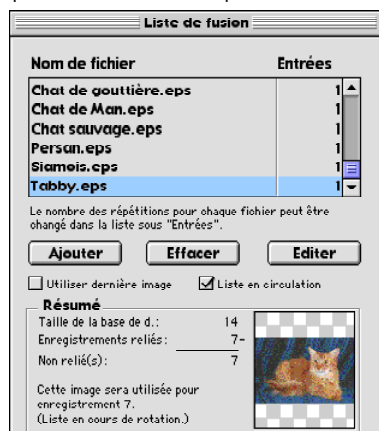 Liste de fusion
Nom de fichier Entrées
Chat de gouttière.eps 1
Chat de Man.eps 1
Chat sauvage.eps 1
Persan.eps 1
Siamois.eps 1
Tabby.eps 1
Le nombre des répétitions pour chaque fichier peut être
changé dans la liste sous "Entrées".
Ajouter Effacer Editer
Utiliser dernière image Liste en circulation
Résumé
Taille de la base de d.: 14
Enregistrements reliés: 7-
Non relié(s): 7
Cette image sera utilisée pour
enregistrement 7.
(Liste en cours de rotation.)